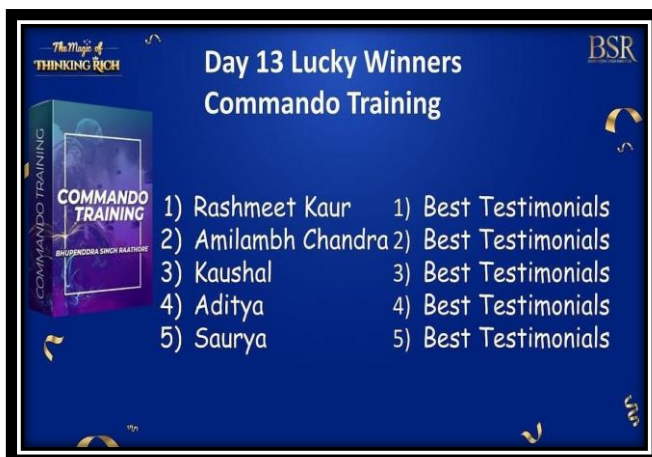 The Magic of
THINKING RICH
BSR
Day 13 Lucky Winners
Commando Training
COMMANDO TRAINING
COMMANDO
TRAINING
BHUPENDDRA SINGH RAATHORE
1) Rashmeet Kaur 1) Best Testimonials
2) Amilambh Chandra 2) Best Testimonials
3) Kaushal 3) Best Testimonials
4) Aditya 4) Best Testimonials
5) Saurya 5) Best Testimonials